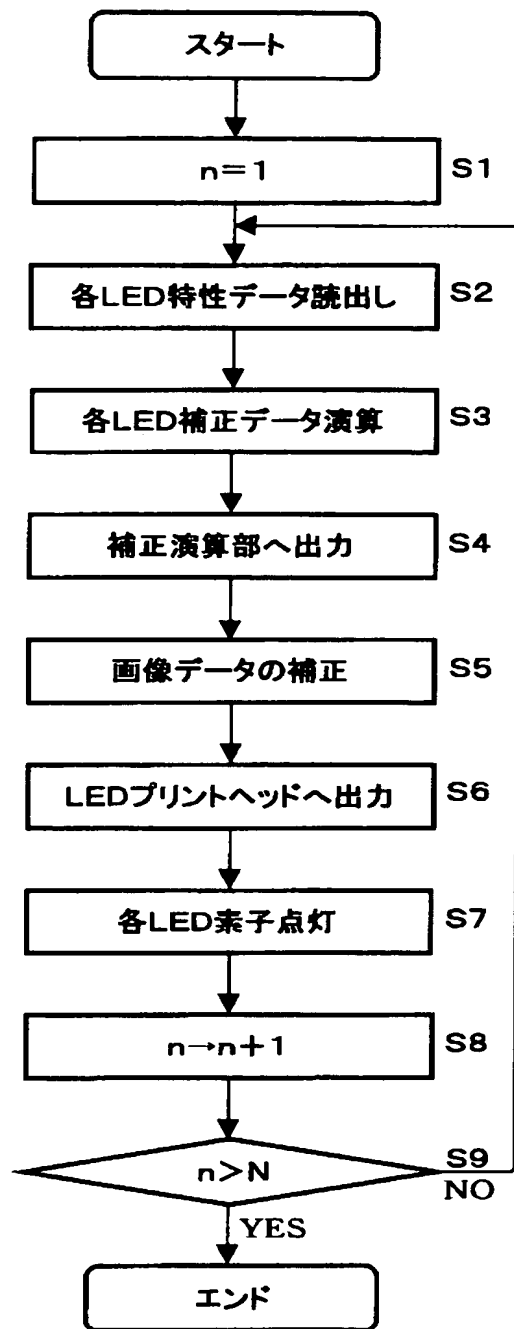 スタート
n=1 S1
各LED特性データ読出し S2
各LED補正データ演算 S3
補正演算部へ出力 S4
画像データの補正 S5
LEDプリントヘッドへ出力 S6
各LED素子点灯 S7
n→n+1 S8
n>N S9
NO
YES
エンド